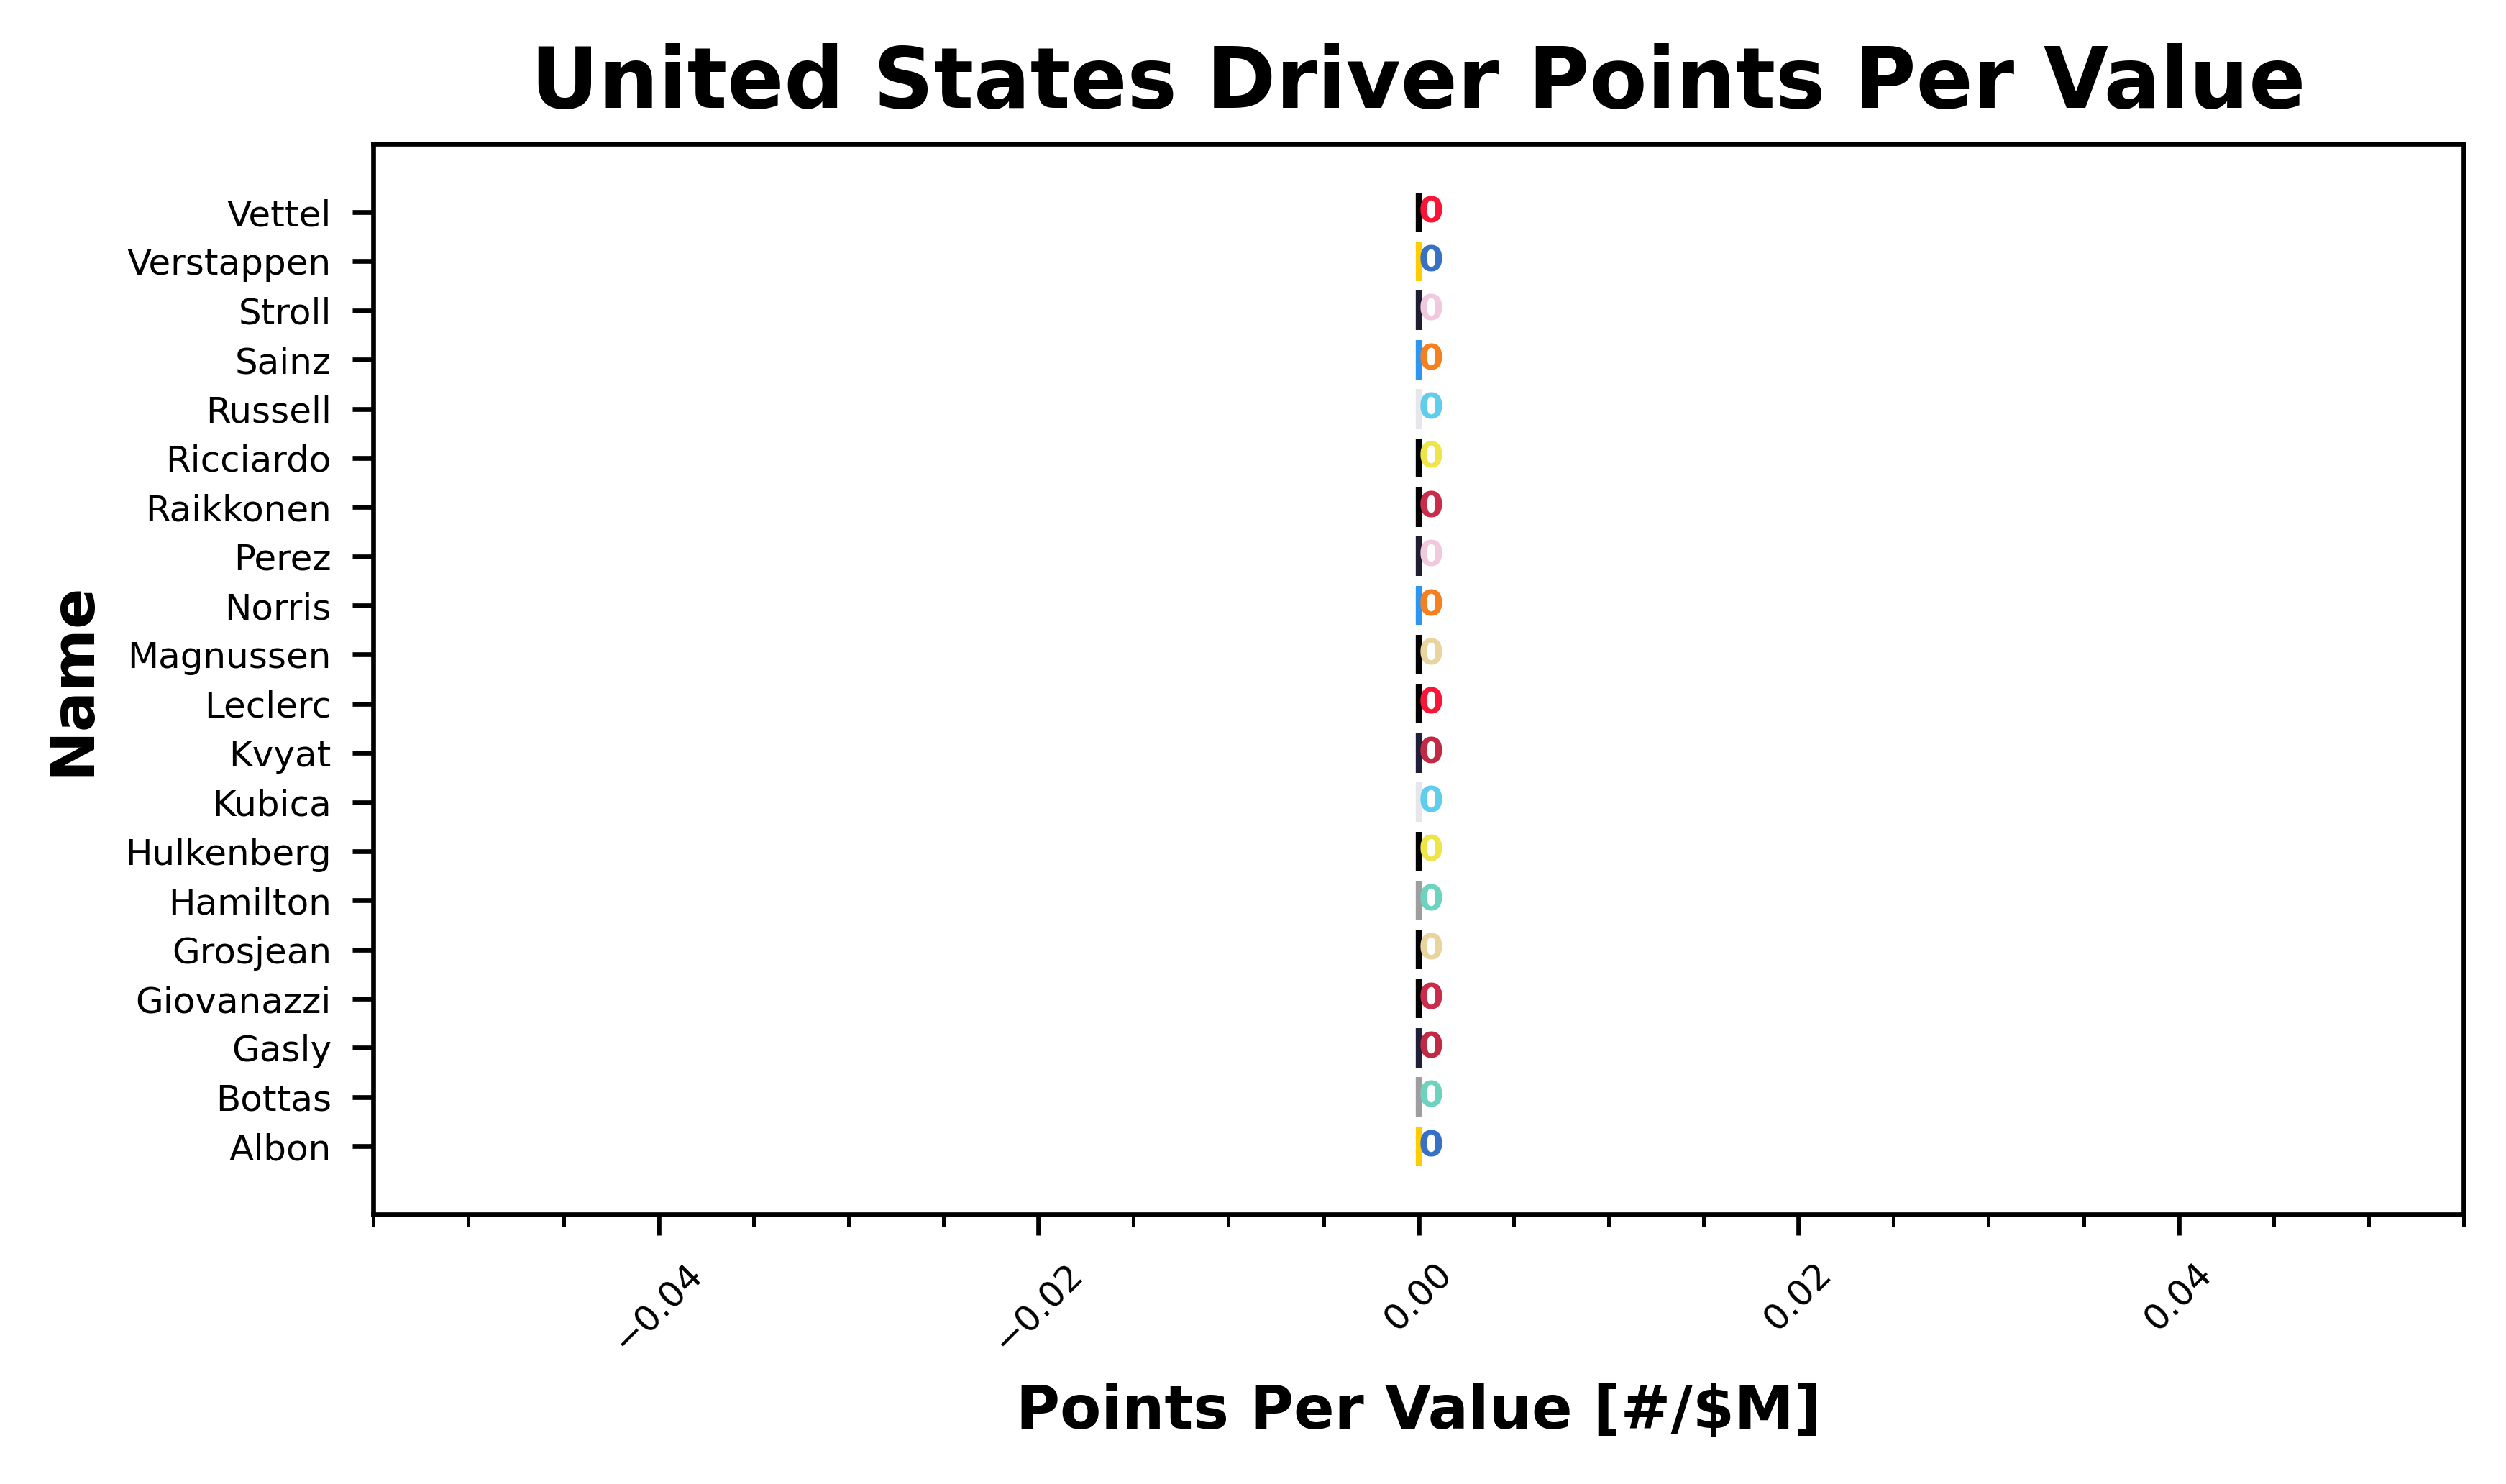 United States Driver Points Per Value
Name
Vettel 0
Verstappen 0
Stroll 0
Sainz 0
Russell 0
Ricciardo 0
Raikkonen 0
Perez 0
Norris 0
Magnussen 0
Leclerc 0
Kvyat 0
Kubica 0
Hulkenberg 0
Hamilton 0
Grosjean 0
Giovanazzi 0
Gasly 0
Bottas 0
Albon 0
−0.04 −0.02 0.00 0.02 0.04
Points Per Value [#/$M]